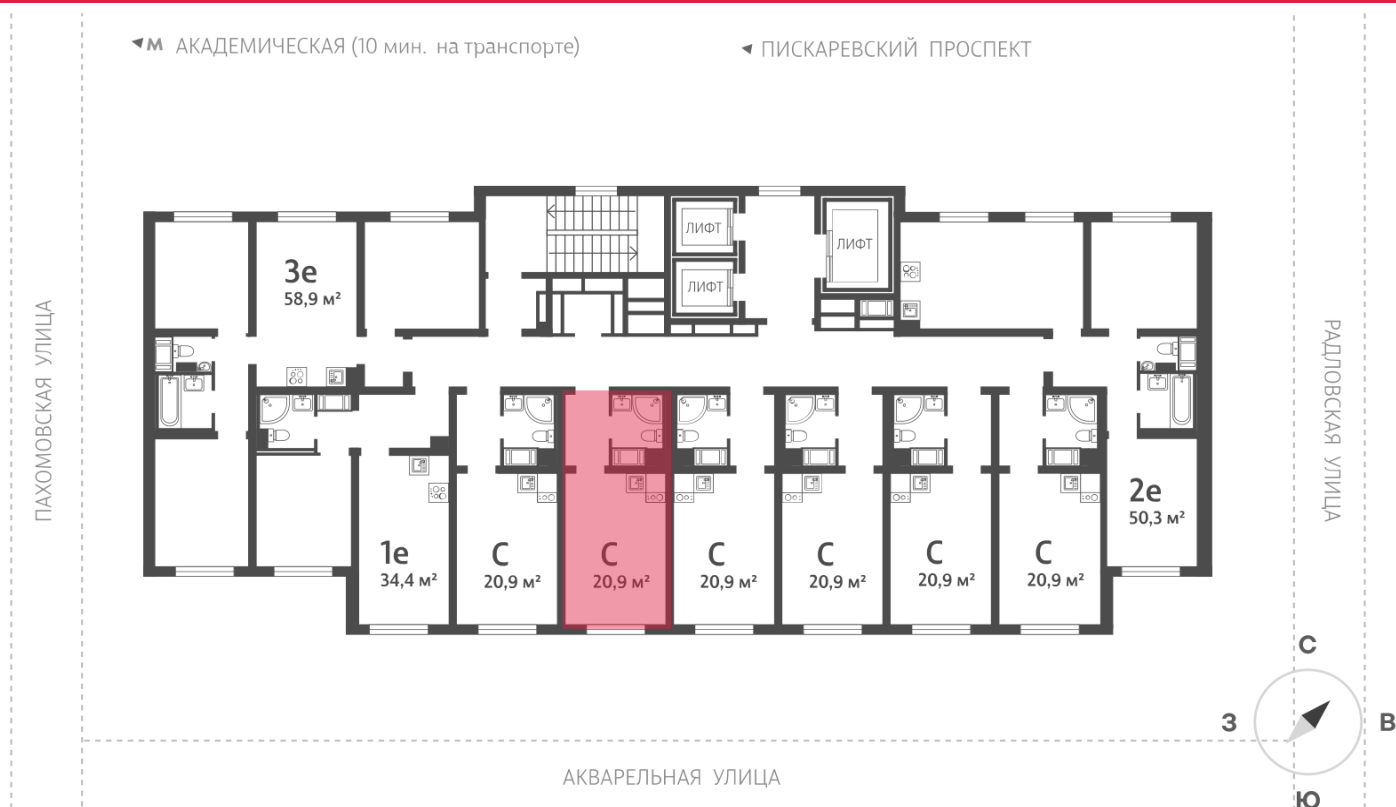 М АКАДЕМИЧЕСКАЯ (10 мин. на транспорте)
ПИСКАРЕВСКИЙ ПРОСПЕКТ
ЛИФТ
ЛИФТ
ЛИФТ
3е
58,9 м²
ПАХОМОВСКАЯ УЛИЦА
РАДЛОВСКАЯ УЛИЦА
2е
50,3 м²
1е
34,4 м²
С
20,9 м²
С
20,9 м²
С
20,9 м²
С
20,9 м²
С
20,9 м²
С
20,9 м²
С
З
В
Ю
АКВАРЕЛЬНАЯ УЛИЦА